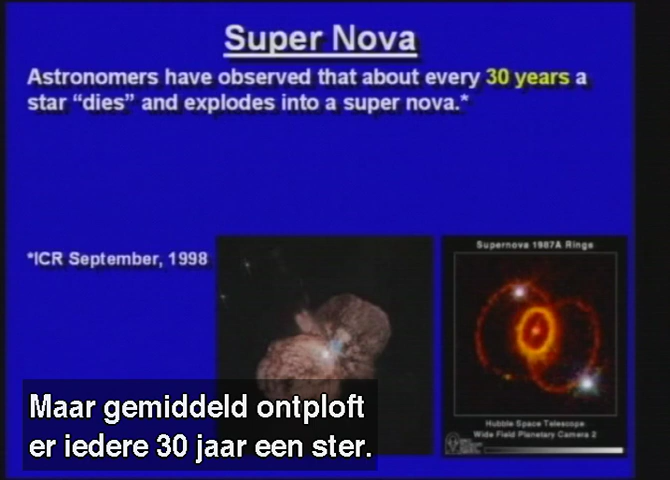 Super Nova
Astronomers have observed that about every 30 years a
star “dies” and explodes into a super nova.*
*ICR September, 1998
Supernova 1987A Rings
Hubble Space Telescope
Wide Field Planetary Camera 2
Maar gemiddeld ontploft
er iedere 30 jaar een ster.